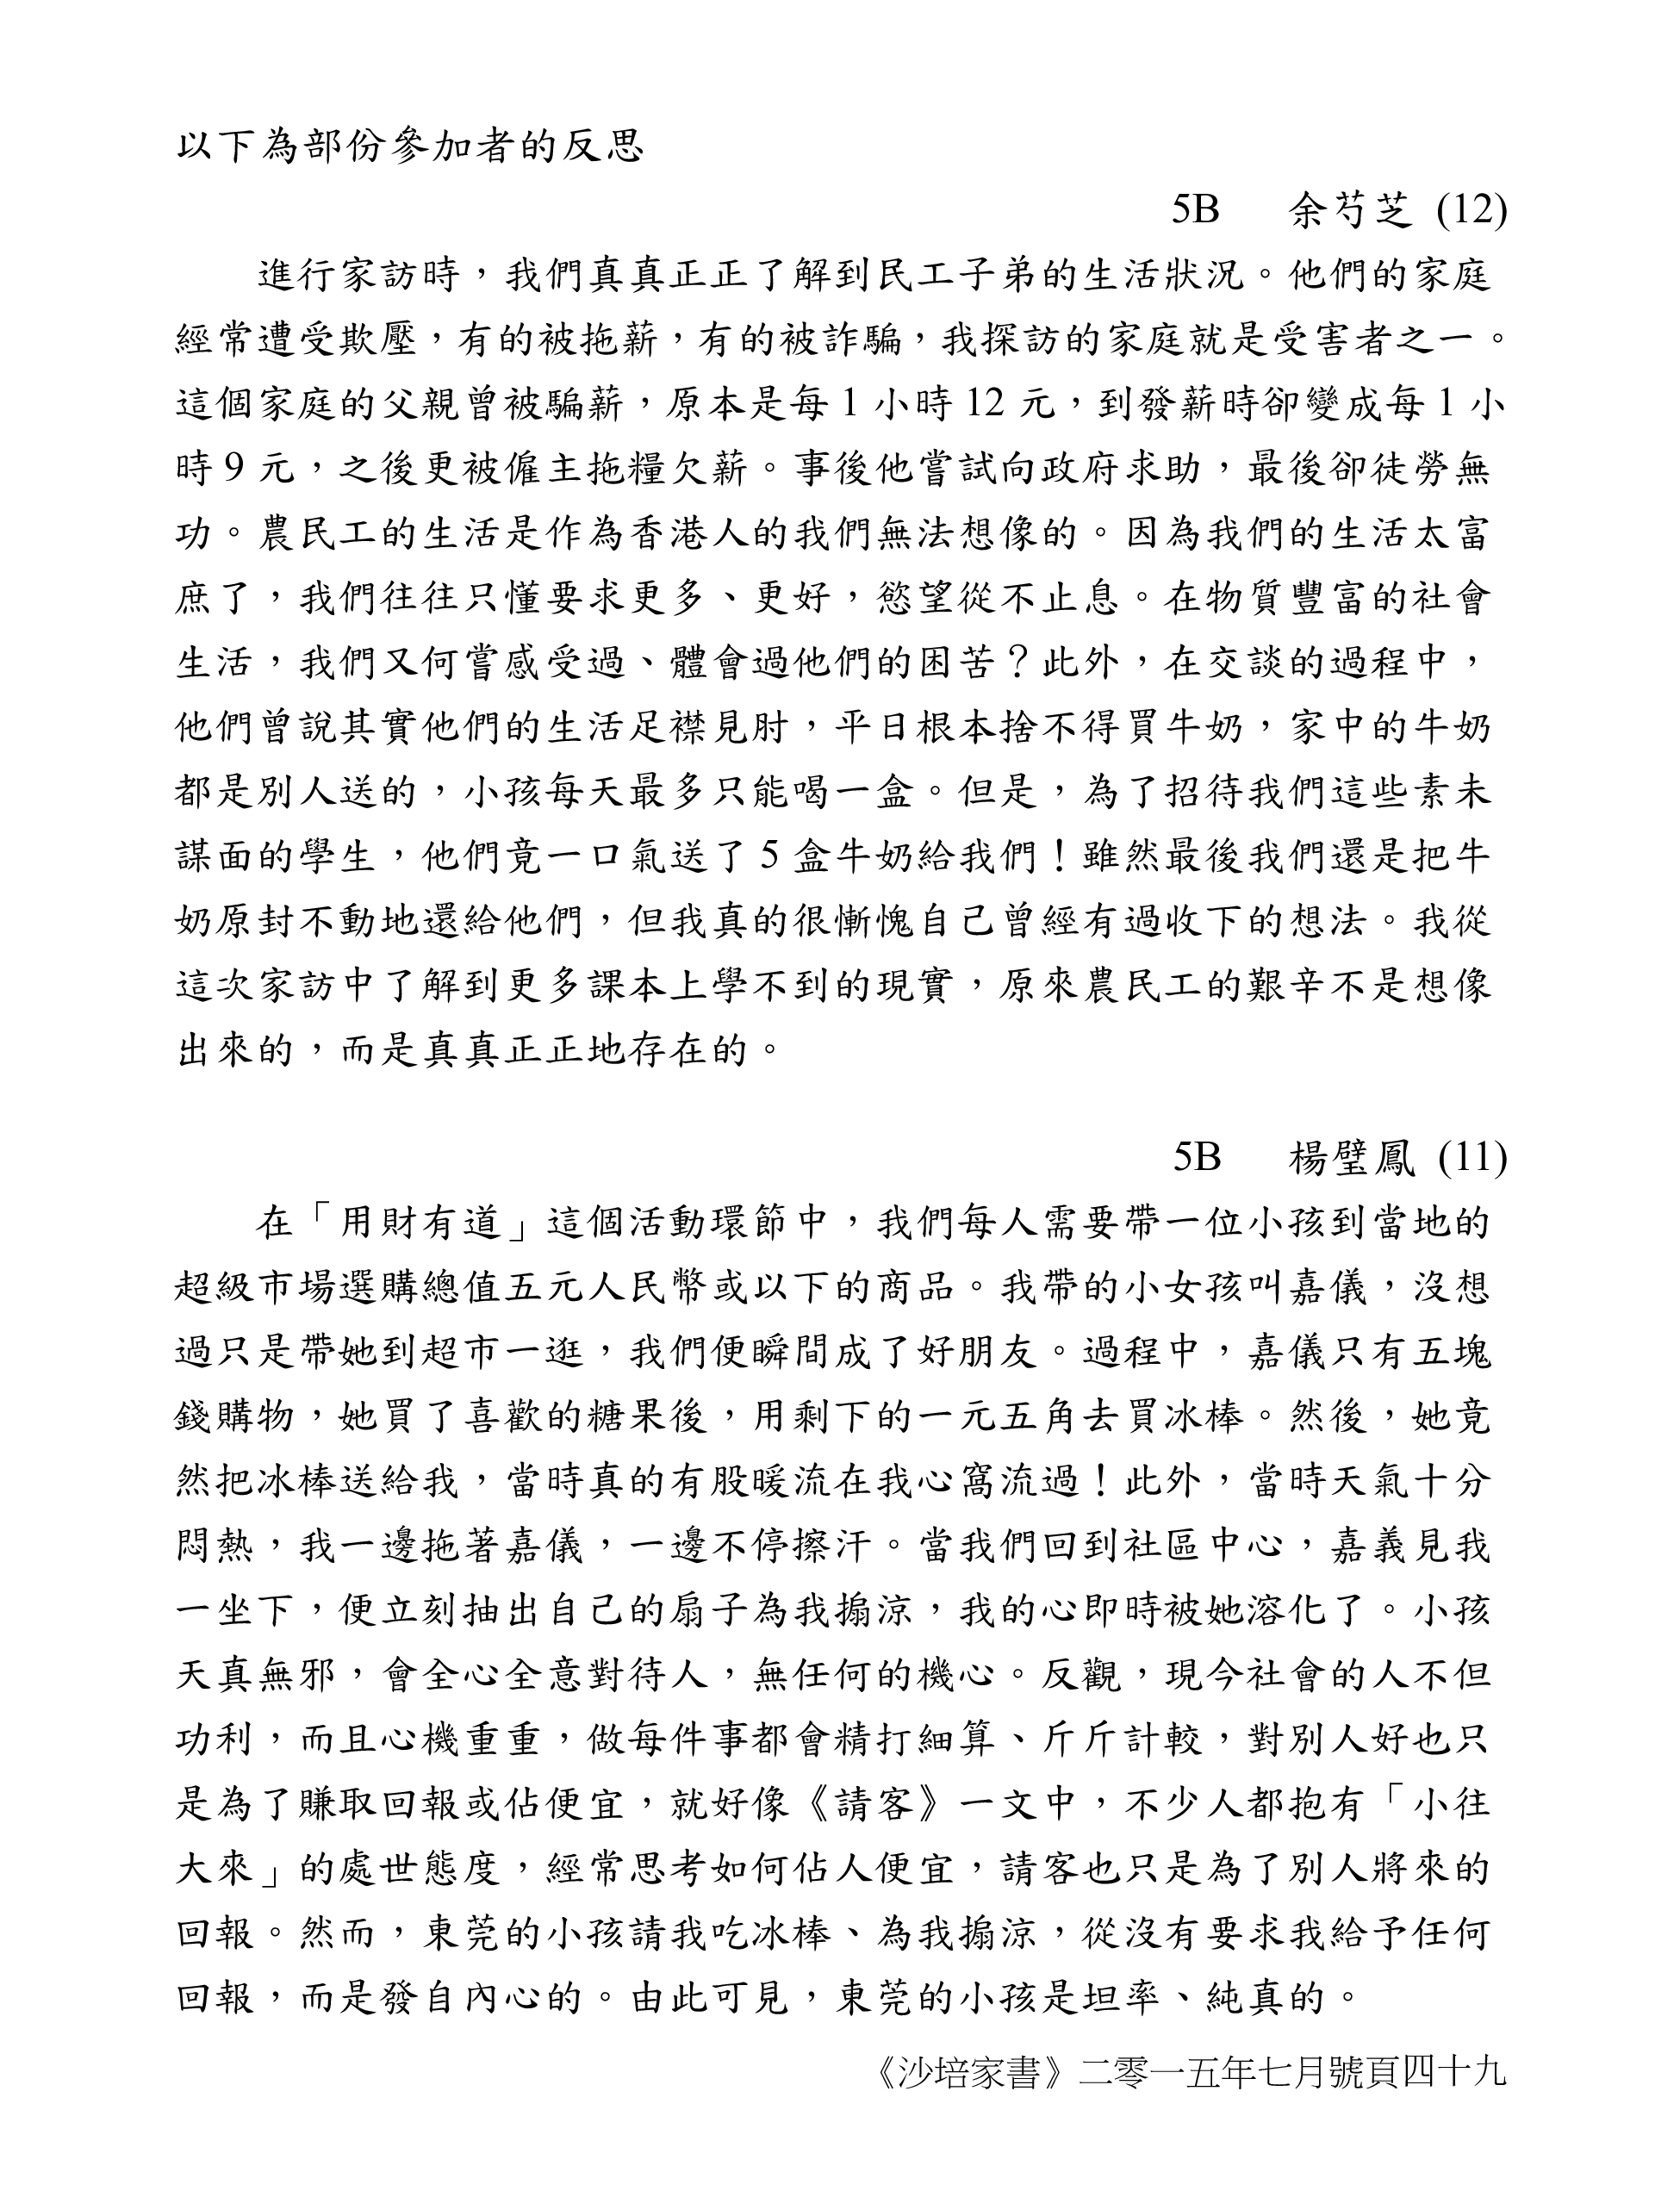 以下為部份參加者的反思
5B 余芍芝 (12)
進行家訪時，我們真真正正了解到民工子弟的生活狀況。他們的家庭
經常遭受欺壓，有的被拖薪，有的被詐騙，我探訪的家庭就是受害者之一。
這個家庭的父親曾被騙薪，原本是每 1 小時 12 元，到發薪時卻變成每 1 小
時 9 元，之後更被僱主拖糧欠薪。事後他嘗試向政府求助，最後卻徒勞無
功。農民工的生活是作為香港人的我們無法想像的。因為我們的生活太富
庶了，我們往往只懂要求更多、更好，慾望從不止息。在物質豐富的社會
生活，我們又何嘗感受過、體會過他們的困苦？此外，在交談的過程中，
他們曾說其實他們的生活足襟見肘，平日根本捨不得買牛奶，家中的牛奶
都是別人送的，小孩每天最多只能喝一盒。但是，為了招待我們這些素未
謀面的學生，他們竟一口氣送了 5 盒牛奶給我們！雖然最後我們還是把牛
奶原封不動地還給他們，但我真的很慚愧自己曾經有過收下的想法。我從
這次家訪中了解到更多課本上學不到的現實，原來農民工的艱辛不是想像
出來的，而是真真正正地存在的。
5B 楊璧鳳 (11)
在「用財有道」這個活動環節中，我們每人需要帶一位小孩到當地的
超級市場選購總值五元人民幣或以下的商品。我帶的小女孩叫嘉儀，沒想
過只是帶她到超市一逛，我們便瞬間成了好朋友。過程中，嘉儀只有五塊
錢購物，她買了喜歡的糖果後，用剩下的一元五角去買冰棒。然後，她竟
然把冰棒送給我，當時真的有股暖流在我心窩流過！此外，當時天氣十分
悶熱，我一邊拖著嘉儀，一邊不停擦汗。當我們回到社區中心，嘉義見我
一坐下，便立刻抽出自己的扇子為我搧涼，我的心即時被她溶化了。小孩
天真無邪，會全心全意對待人，無任何的機心。反觀，現今社會的人不但
功利，而且心機重重，做每件事都會精打細算、斤斤計較，對別人好也只
是為了賺取回報或佔便宜，就好像《請客》一文中，不少人都抱有「小往
大來」的處世態度，經常思考如何佔人便宜，請客也只是為了別人將來的
回報。然而，東莞的小孩請我吃冰棒、為我搧涼，從沒有要求我給予任何
回報，而是發自內心的。由此可見，東莞的小孩是坦率、純真的。
《沙培家書》二零一五年七月號頁四十九